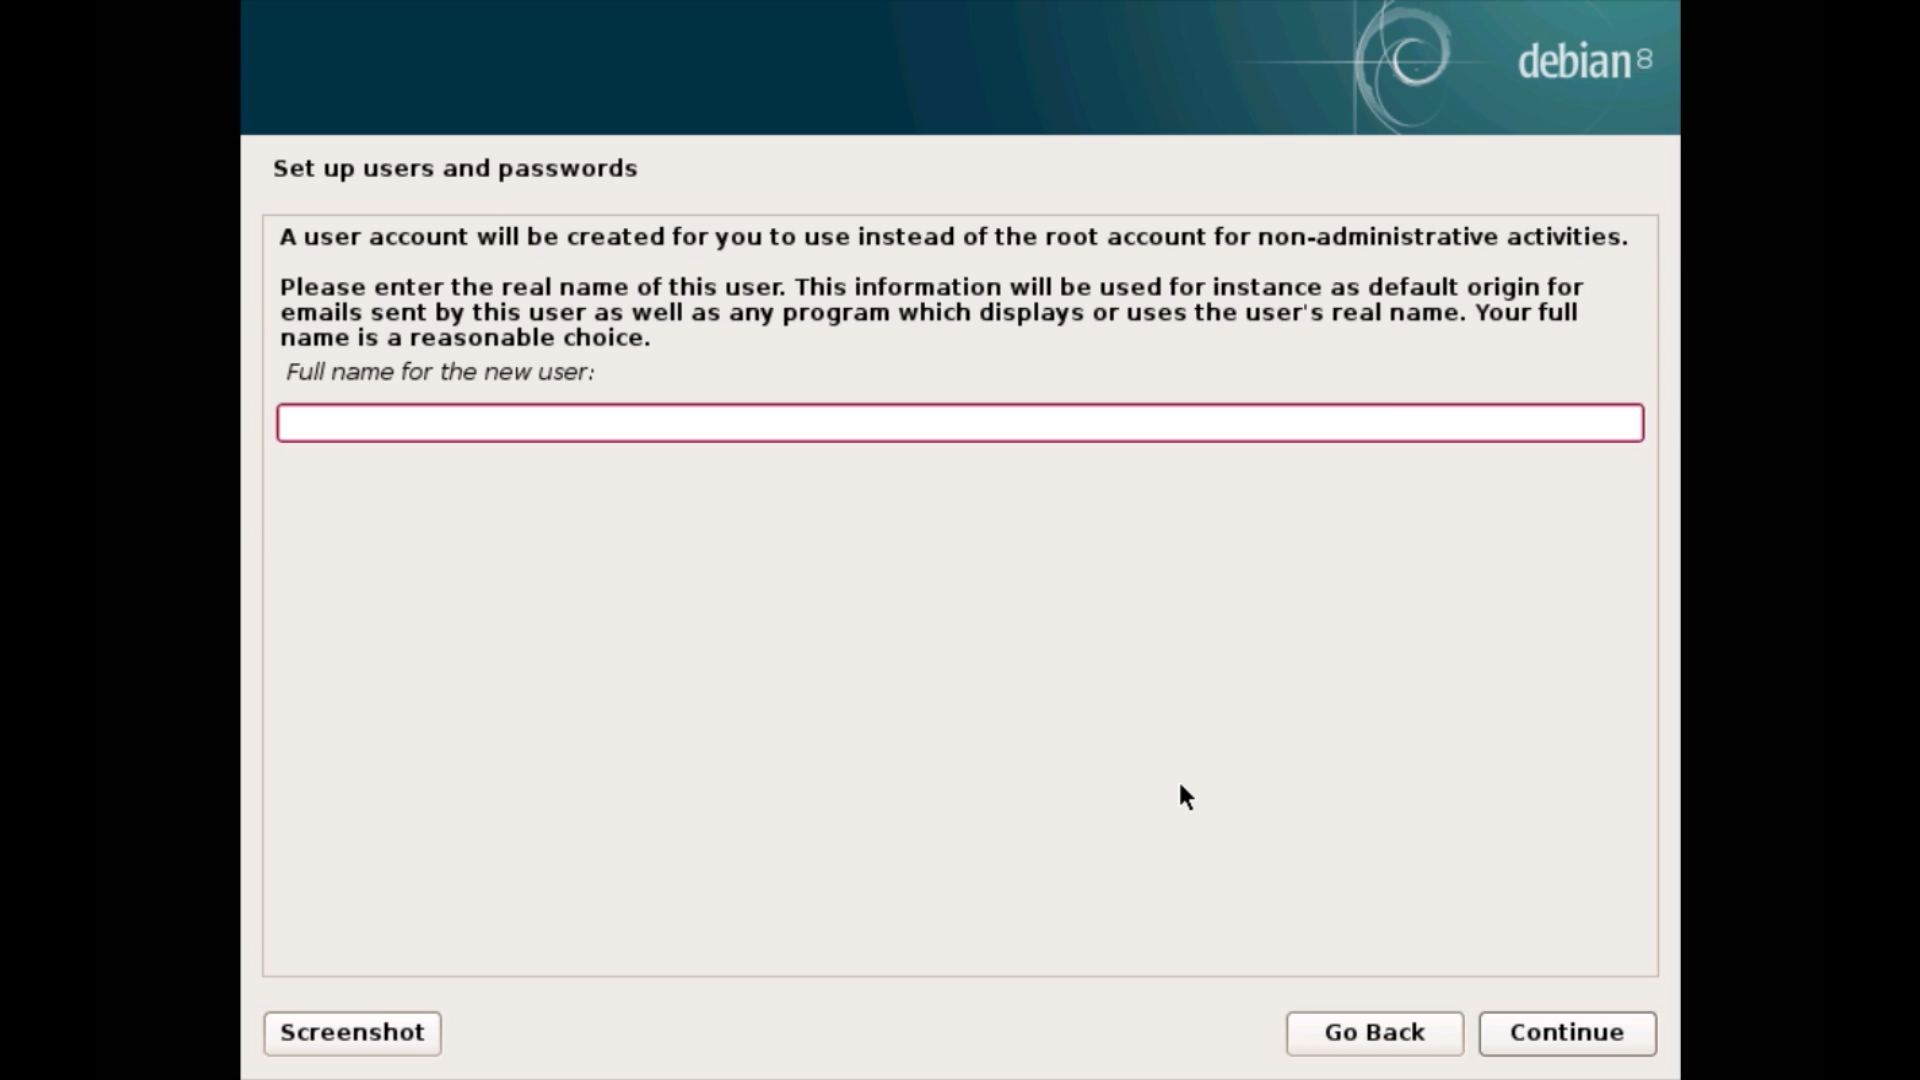 debian 8
Set up users and passwords
A user account will be created for you to use instead of the root account for non-administrative activities.
Please enter the real name of this user. This information will be used for instance as default origin for
emails sent by this user as well as any program which displays or uses the user's real name. Your full
name is a reasonable choice.
Full name for the new user:
Screenshot
Go Back
Continue